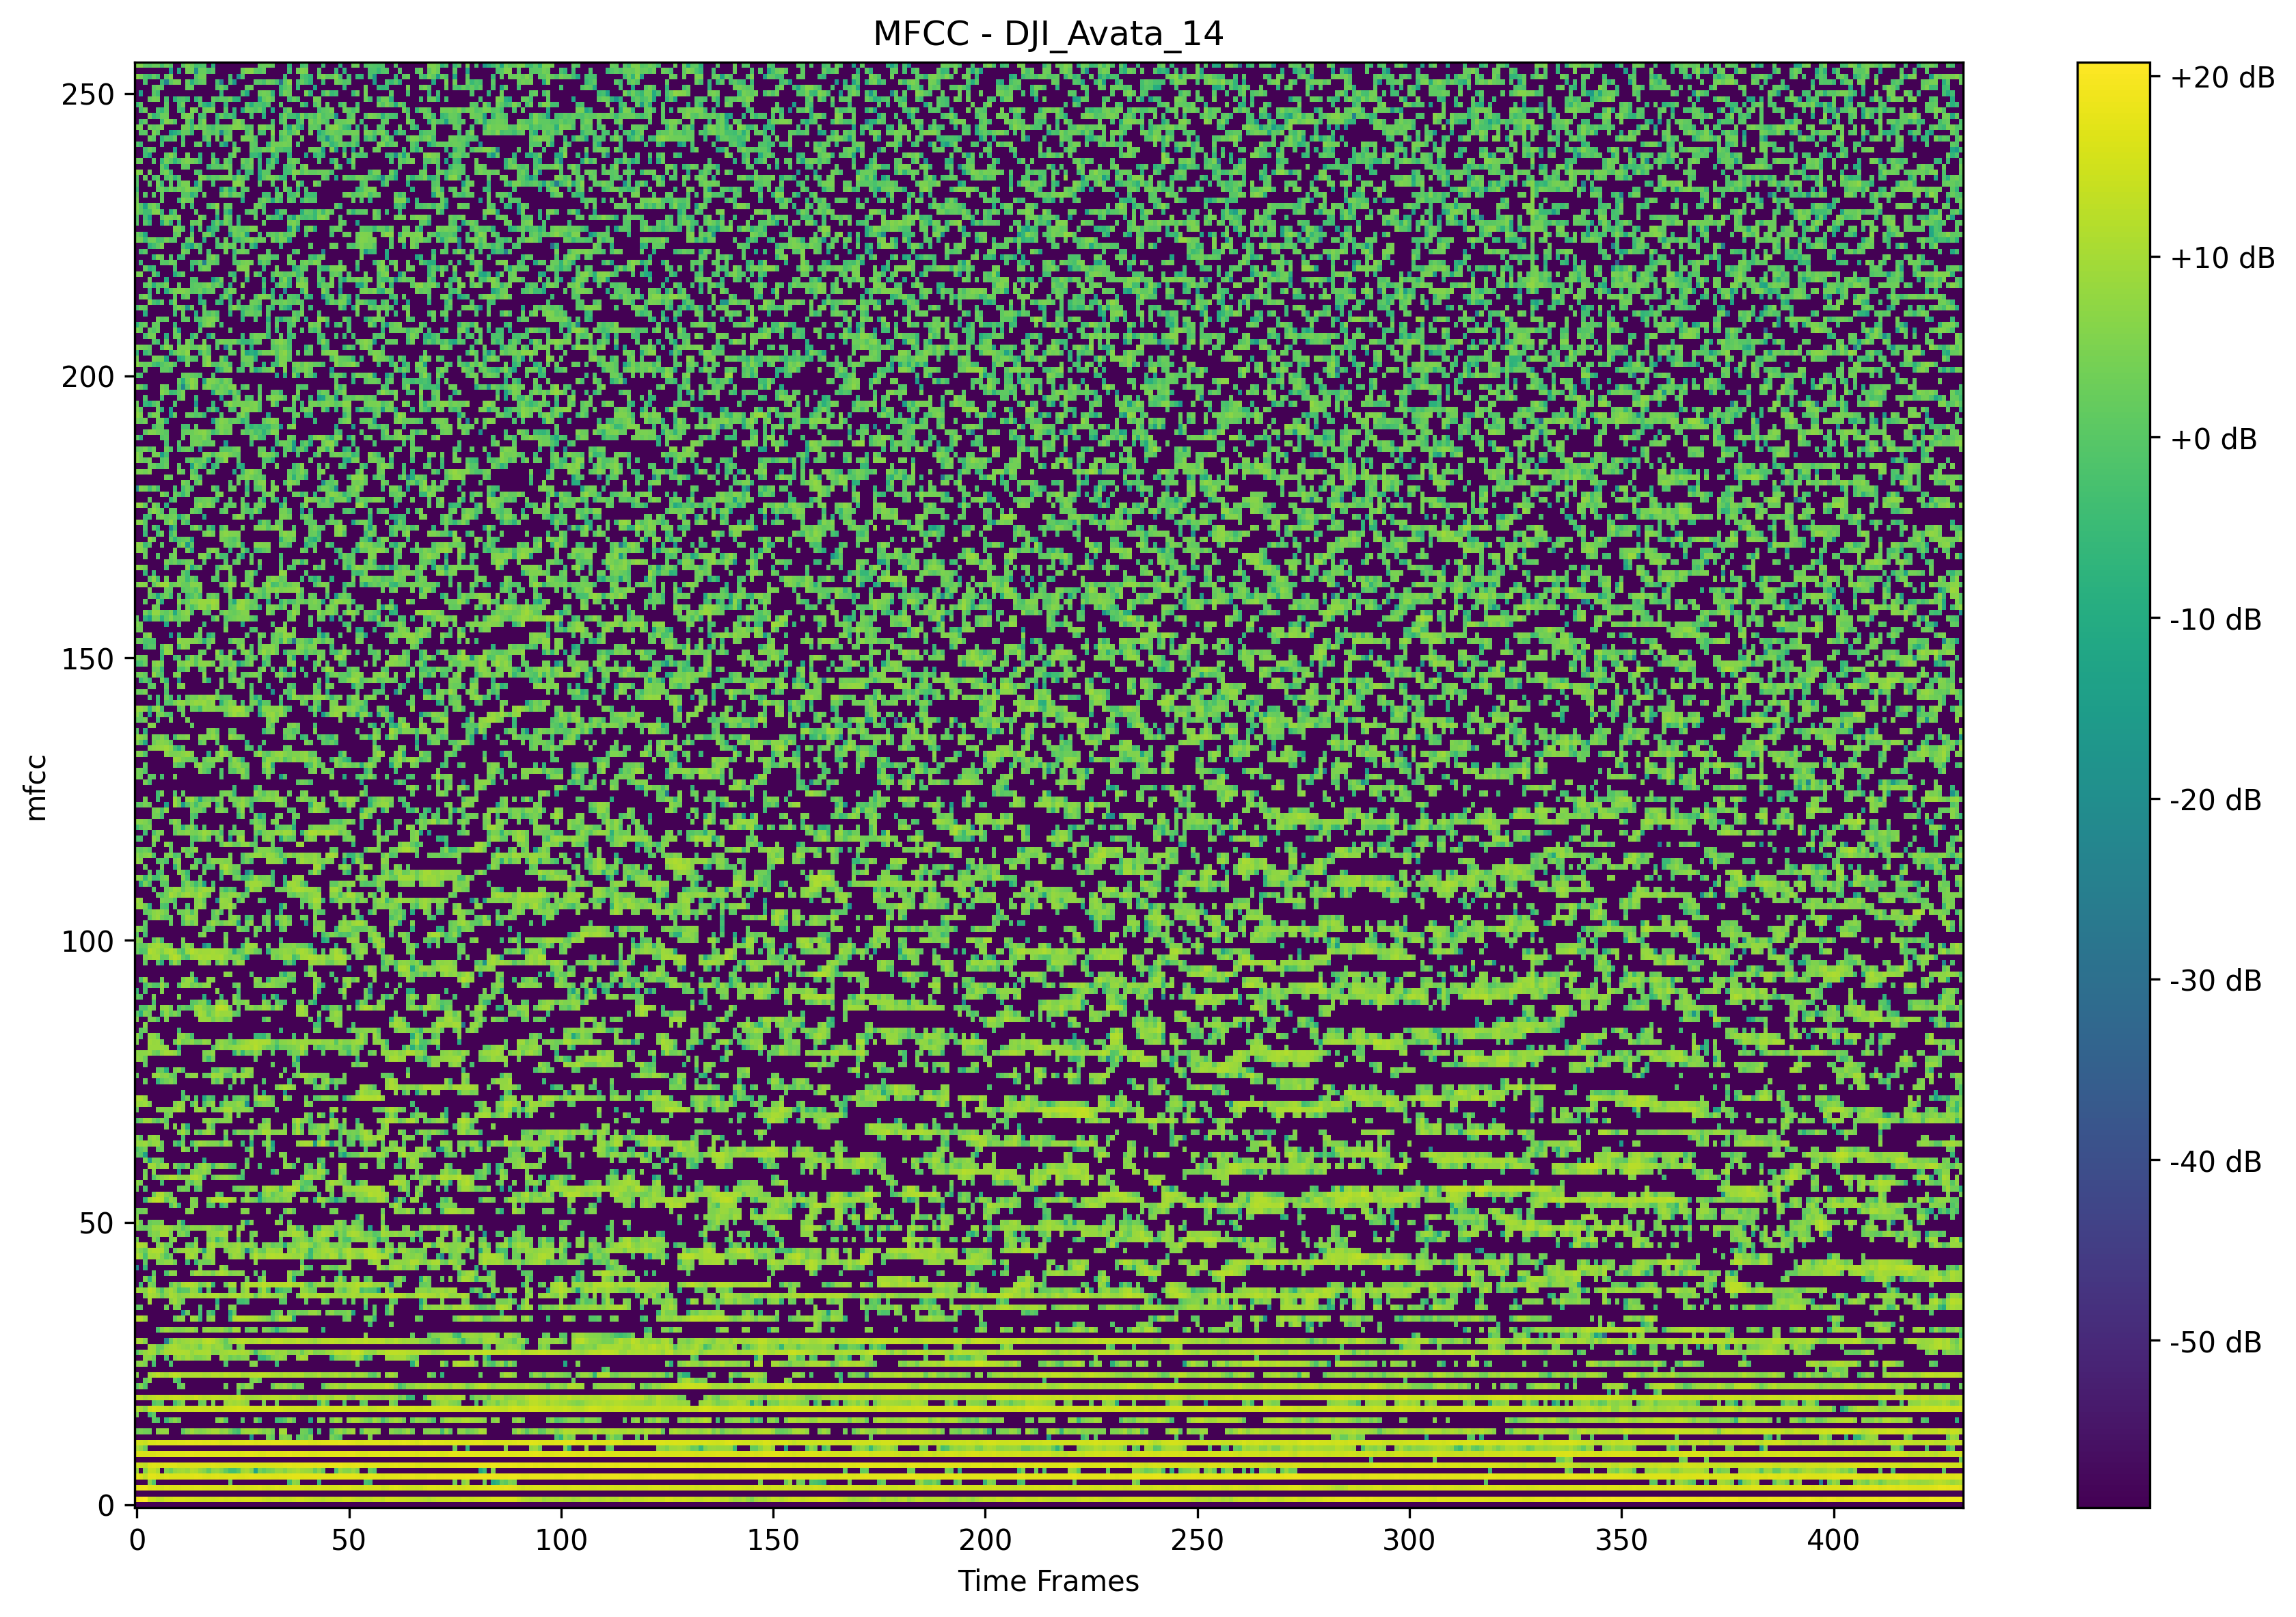 MFCC - DJI_Avata_14
250
200
150
100
50
0
mfcc
0 50 100 150 200 250 300 350 400
Time Frames
+20 dB
+10 dB
+0 dB
-10 dB
-20 dB
-30 dB
-40 dB
-50 dB